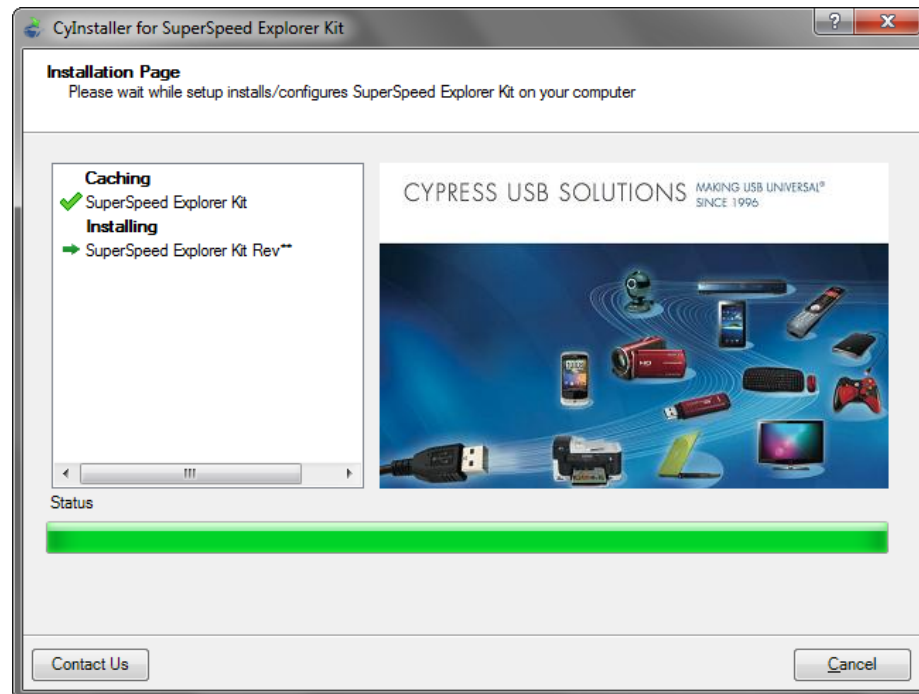 CyInstaller for SuperSpeed Explorer Kit
Installation Page
Please wait while setup installs/configures SuperSpeed Explorer Kit on your computer
Caching
SuperSpeed Explorer Kit
Installing
SuperSpeed Explorer Kit Rev**
CYPRESS USB SOLUTIONS
MAKING USB UNIVERSAL®
SINCE 1996
HD
Status
Contact Us
Cancel